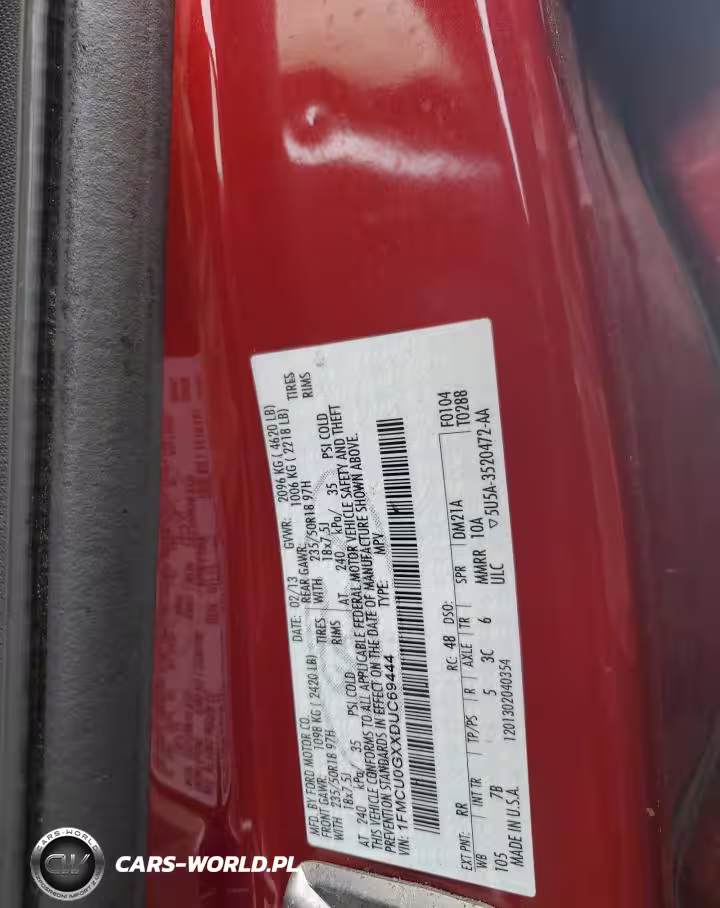 MFD. BY FORD MOTOR CO. DATE: 02/13 GVWR: 2096 KG ( 4620 LB)
FRONT GAWR: 1098 KG ( 2420 LB) REAR GAWR: 1006 KG ( 2218 LB)
WITH 235/50R18 97H TIRES WITH 235/50R18 97H TIRES
18x7.5J RIMS 18x7.5J RIMS
AT 240 kPa/ 35 PSI COLD AT 240 kPa/ 35 PSI COLD
THIS VEHICLE CONFORMS TO ALL APPLICABLE FEDERAL MOTOR VEHICLE SAFETY AND THEFT
PREVENTION STANDARDS IN EFFECT ON THE DATE OF MANUFACTURE SHOWN ABOVE.
VIN: 1FMCU0GXXDUC69444 TYPE: MPV
F0104
EXT PNT: RR RC: 48 DSO: T0288
WB INT TR TP/PS R AXLE TR SPR DM21A
105 7B 5 3C 6 MMRR 10A
MADE IN U.S.A. 1201302040354 ULC ▽5U5A-3520472-AA
CARS-WORLD
CW
CARS-WORLD.PL